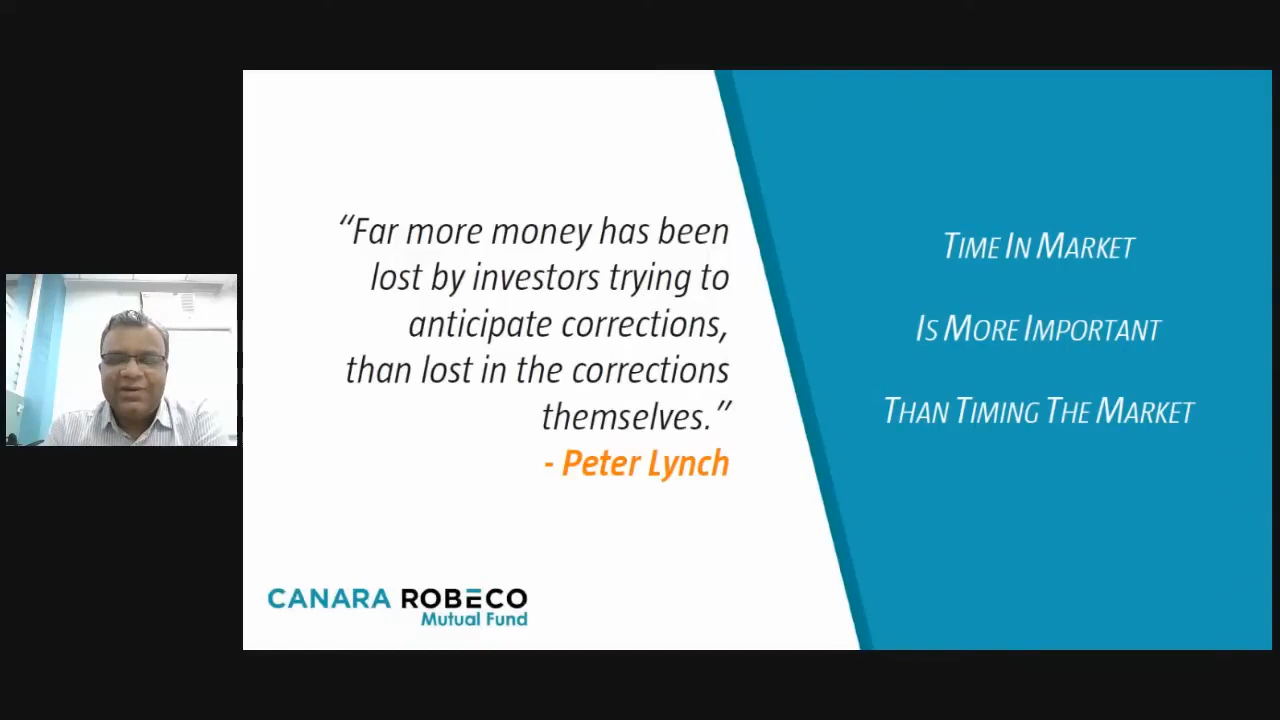 “Far more money has been
lost by investors trying to
anticipate corrections,
than lost in the corrections
themselves.”
- Peter Lynch
CANARA ROBECO
Mutual Fund
TIME IN MARKET
IS MORE IMPORTANT
THAN TIMING THE MARKET